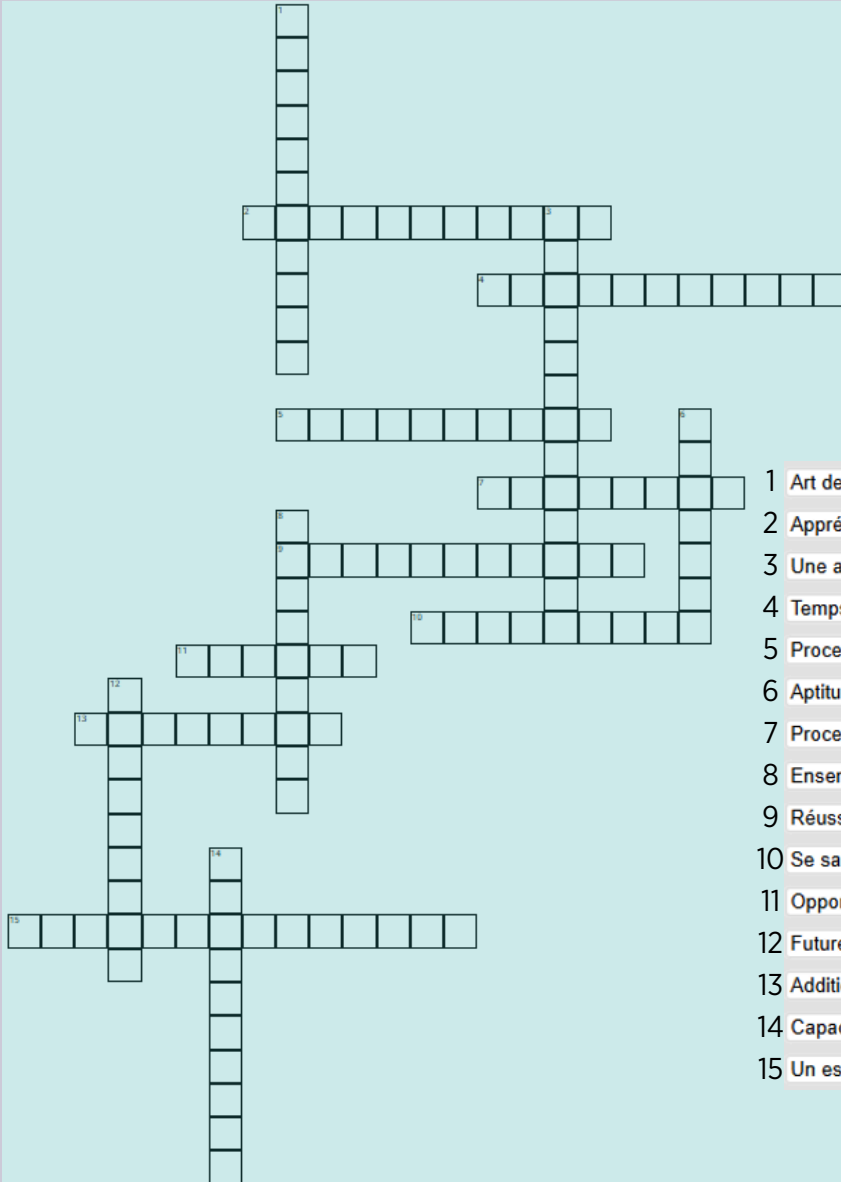 1
2
3
4
5
6
7
8
9
10
11
12
13
14
15
1 Art de
2 Appré
3 Une a
4 Temps
5 Proce
6 Aptitu
7 Proce
8 Enser
9 Réuss
10 Se sa
11 Oppor
12 Future
13 Additi
14 Capac
15 Un es